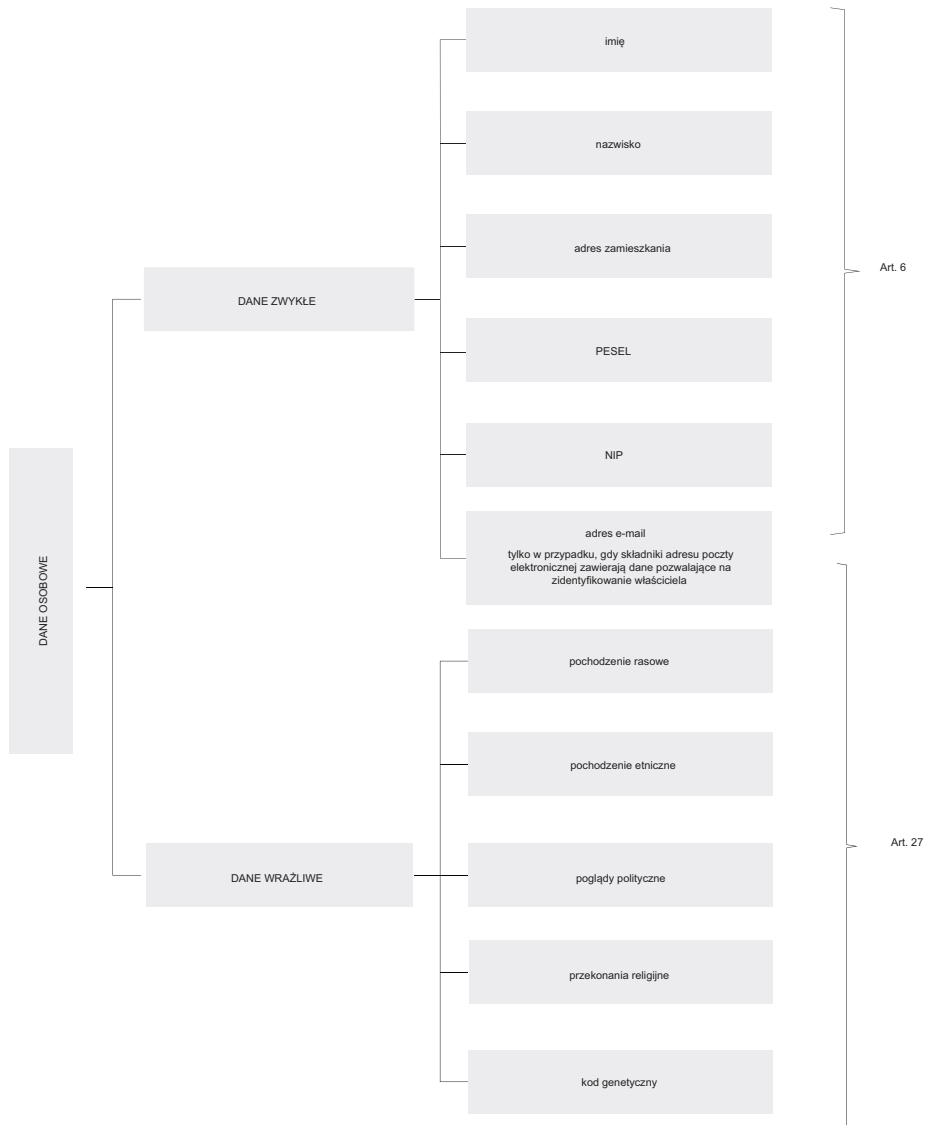 imię
nazwisko
adres zamieszkania
Art. 6
DANE ZWYKŁE
PESEL
NIP
adres e-mail
tylko w przypadku, gdy składniki adresu poczty
elektronicznej zawierają dane pozwalające na
zidentyfikowanie właściciela
DANE OSOBOWE
pochodzenie rasowe
pochodzenie etniczne
Art. 27
DANE WRAŻLIWE
poglądy polityczne
przekonania religijne
kod genetyczny